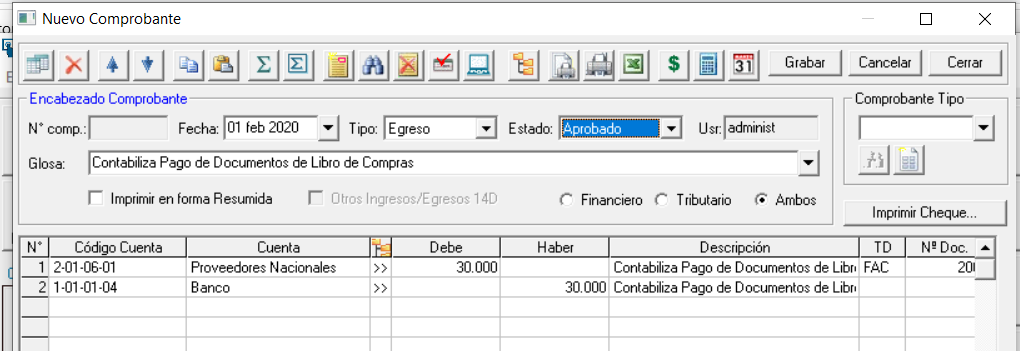 Nuevo Comprobante
31
Grabar
Cancelar
Cerrar
Encabezado Comprobante
N° comp.:
Fecha: 01 feb 2020
Tipo: Egreso
Estado: Aprobado
Usr: administ
Comprobante Tipo
Glosa: Contabiliza Pago de Documentos de Libro de Compras
Imprimir en forma Resumida
Otros Ingresos/Egresos 14D
Financiero
Tributario
Ambos
Imprimir Cheque...
N° Código Cuenta Cuenta Debe Haber Descripción TD Nº Doc.
1 2-01-06-01 Proveedores Nacionales >> 30.000 Contabiliza Pago de Documentos de Libr FAC 200
2 1-01-01-04 Banco >> 30.000 Contabiliza Pago de Documentos de Libr